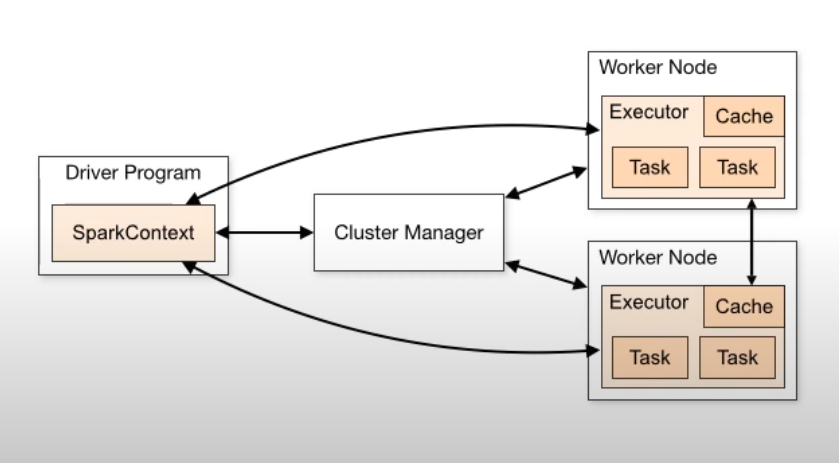 Driver Program
SparkContext
Cluster Manager
Worker Node
Executor
Cache
Task
Task
Worker Node
Executor
Cache
Task
Task